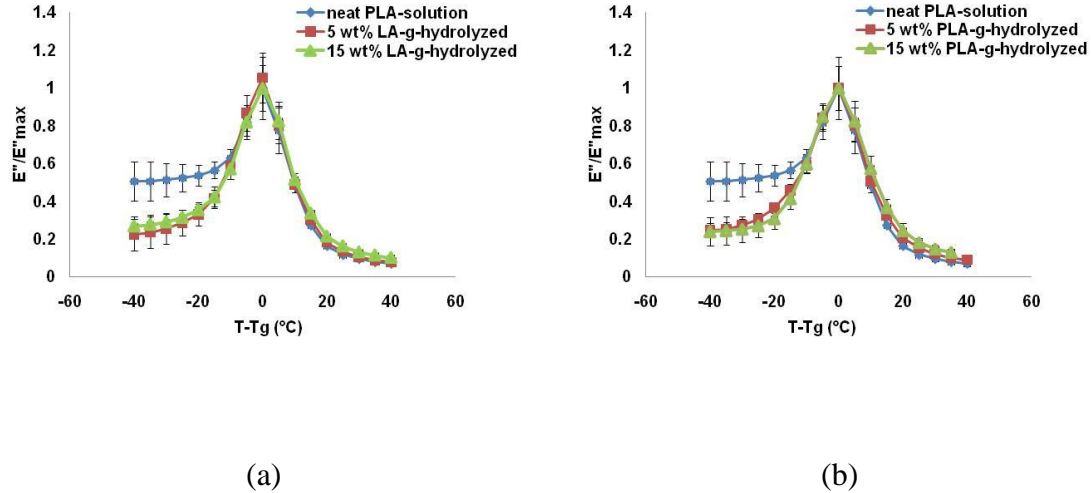 neat PLA-solution
5 wt% LA-g-hydrolyzed
15 wt% LA-g-hydrolyzed
1.4
1.2
1
0.8
0.6
0.4
0.2
0
E"/E"max
-60 -40 -20 0 20 40 60
T-Tg (°C)
(a)
neat PLA-solution
5 wt% PLA-g-hydrolyzed
15 wt% PLA-g-hydrolyzed
1.4
1.2
1
0.8
0.6
0.4
0.2
0
E"/E"max
-60 -40 -20 0 20 40 60
T-Tg (°C)
(b)